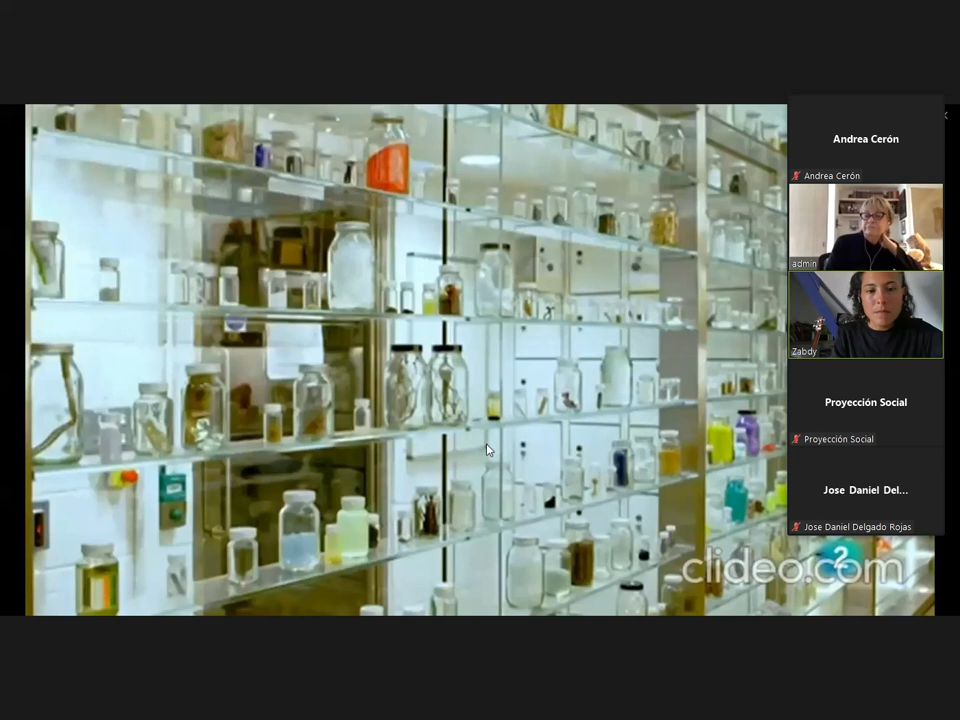 Andrea Cerón
Andrea Cerón
admin
Zabdy
Proyección Social
Proyección Social
Jose Daniel Del...
Jose Daniel Delgado Rojas
clideo.com
2